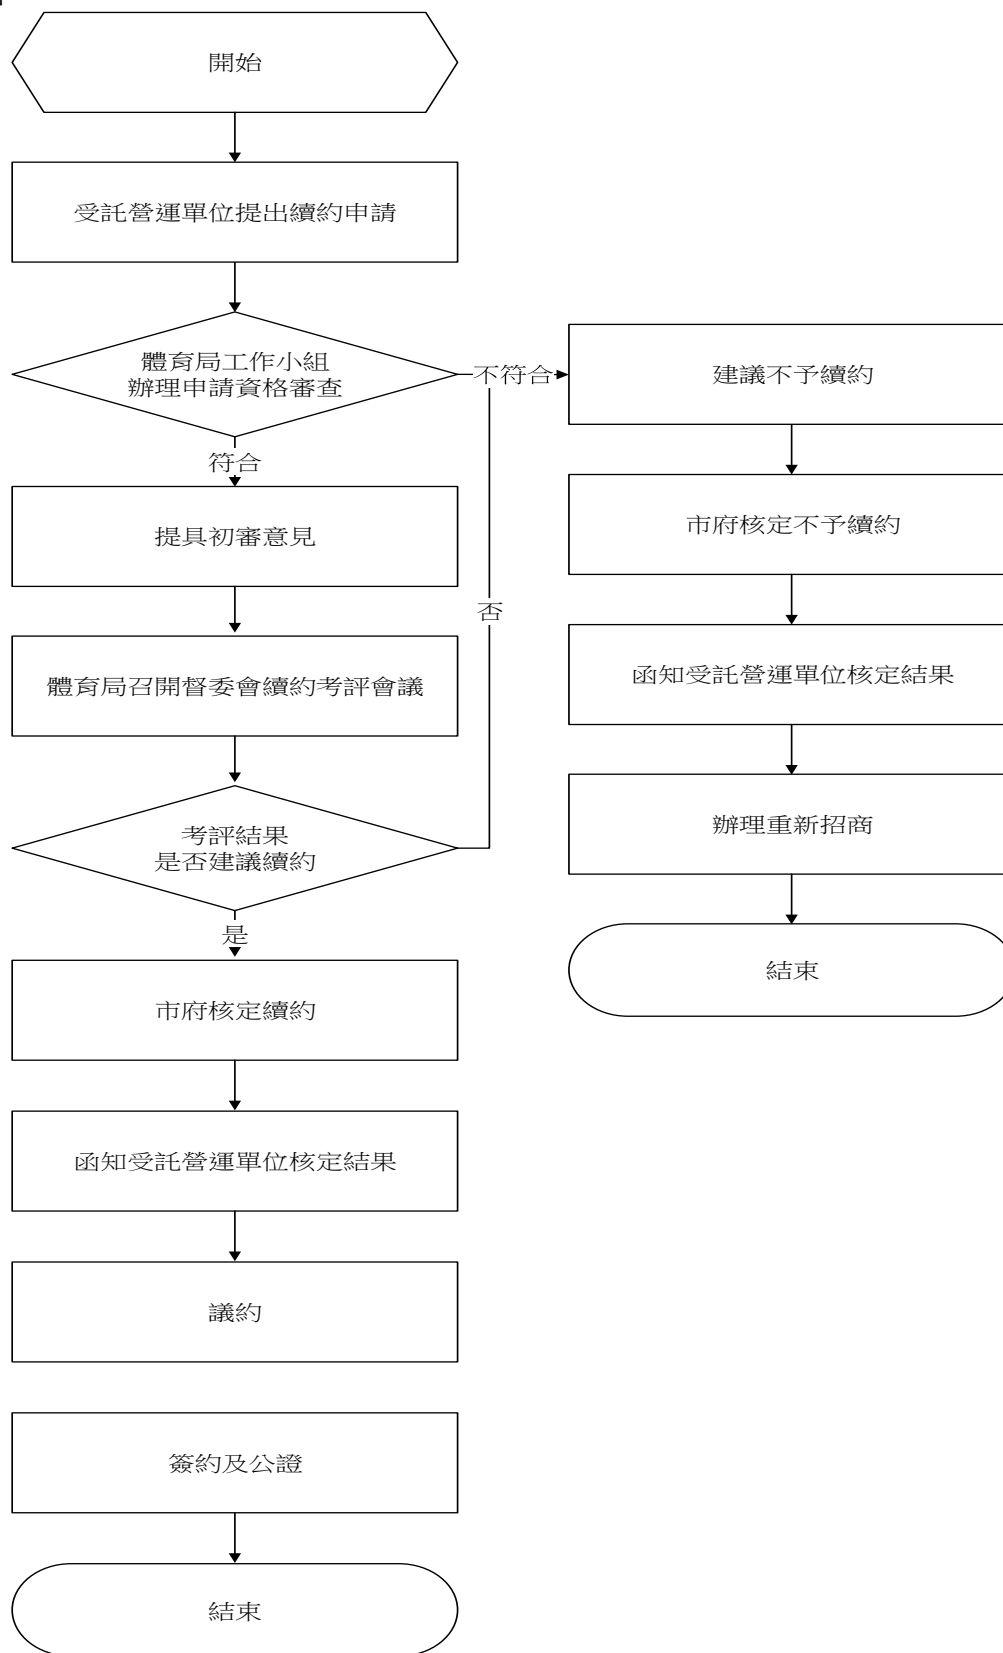 開始
受託營運單位提出續約申請
體育局工作小組
辦理申請資格審查
不符合
符合
提具初審意見
體育局召開督委會續約考評會議
否
考評結果
是否建議續約
是
市府核定續約
函知受託營運單位核定結果
議約
簽約及公證
結束
建議不予續約
市府核定不予續約
函知受託營運單位核定結果
辦理重新招商
結束